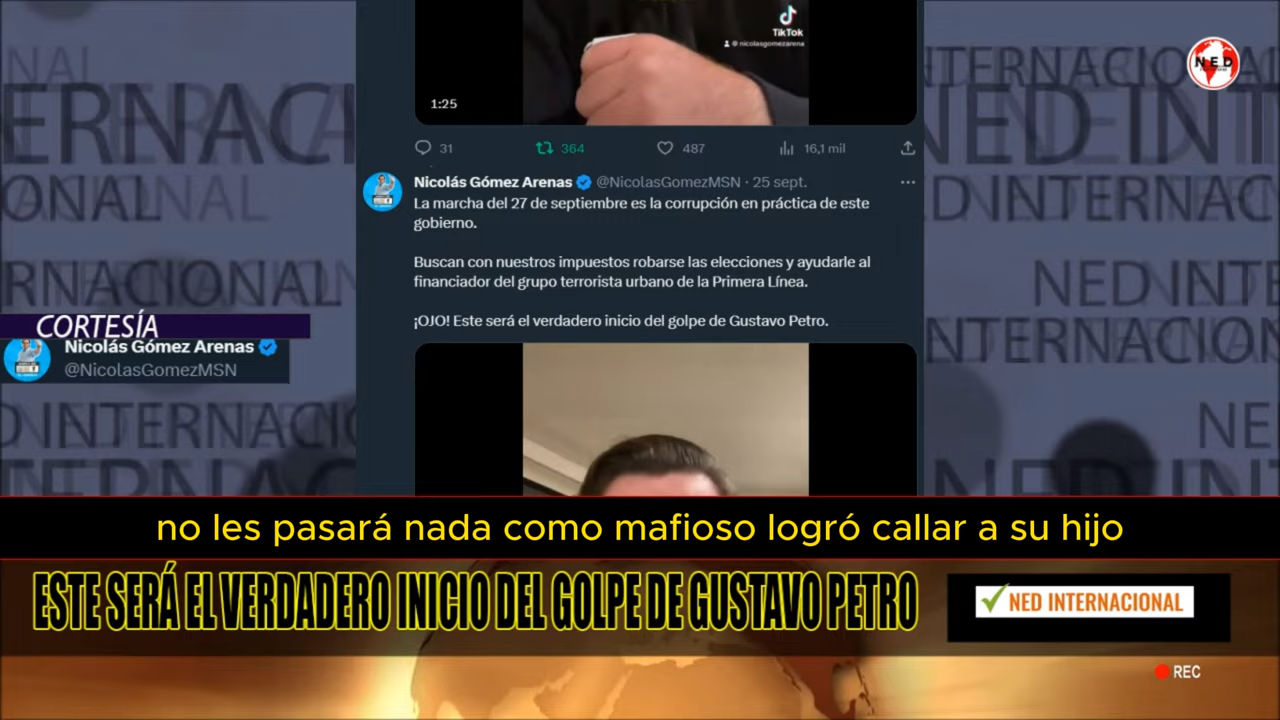 TikTok
@nicolasgomezarena
1:25
NED
31
364
487
16,1 mil
Nicolás Gómez Arenas @NicolasGomezMSN · 25 sept.
La marcha del 27 de septiembre es la corrupción en práctica de este
gobierno.
Buscan con nuestros impuestos robarse las elecciones y ayudarle al
financiador del grupo terrorista urbano de la Primera Línea.
¡OJO! Este será el verdadero inicio del golpe de Gustavo Petro.
CORTESÍA
Nicolás Gómez Arenas
@NicolasGomezMSN
no les pasará nada como mafioso logró callar a su hijo
ESTE SERÁ EL VERDADERO INICIO DEL GOLPE DE GUSTAVO PETRO
NED INTERNACIONAL
REC